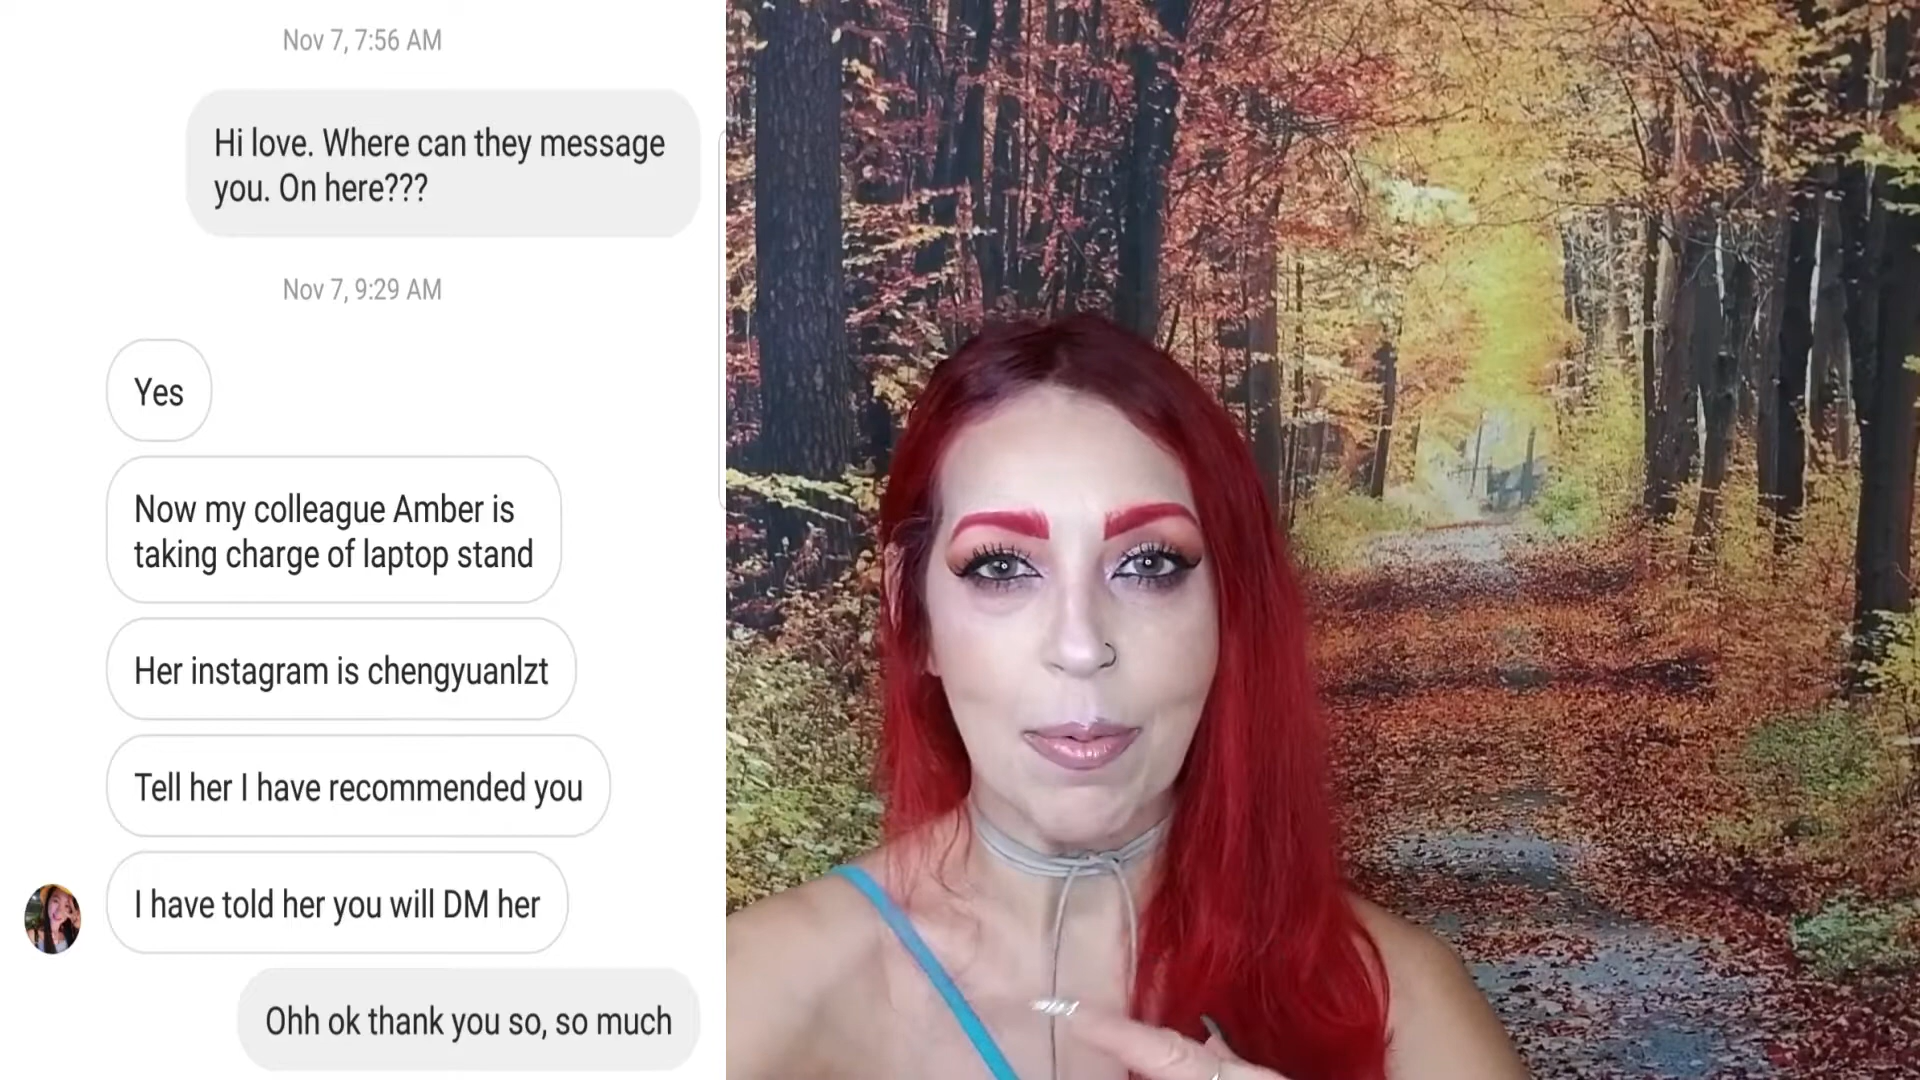 Nov 7, 7:56 AM
Hi love. Where can they message
you. On here???
Nov 7, 9:29 AM
Yes
Now my colleague Amber is
taking charge of laptop stand
Her instagram is chengyuanlzt
Tell her I have recommended you
I have told her you will DM her
Ohh ok thank you so, so much